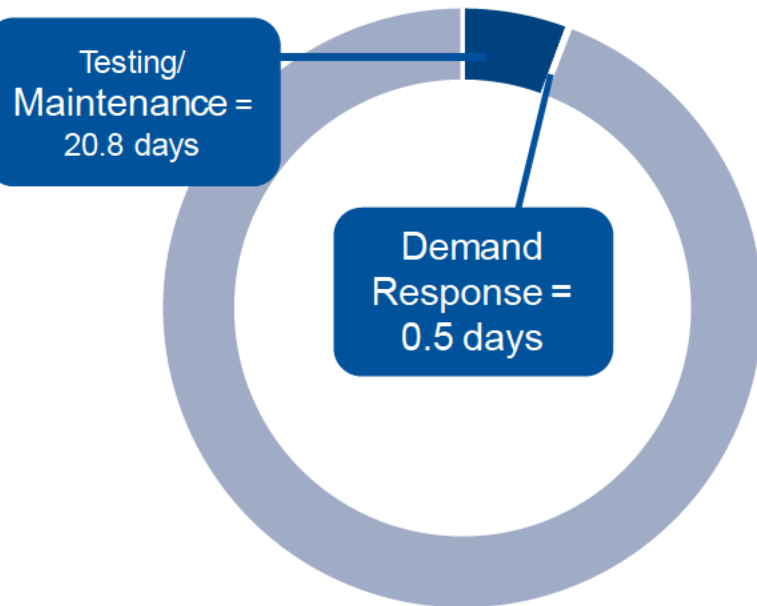 Testing/
Maintenance =
20.8 days
Demand
Response =
0.5 days